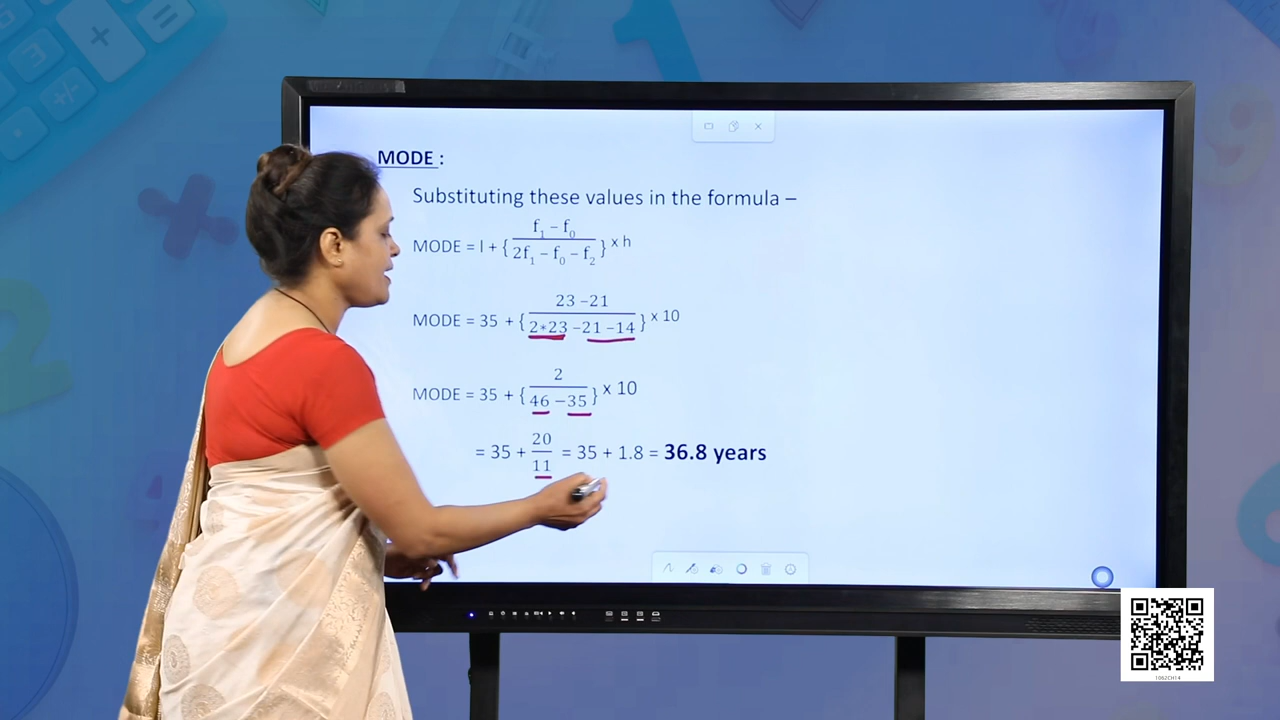 MODE :
Substituting these values in the formula –
MODE = l + { f₁ – f₀ / 2f₁ – f₀ – f₂ } x h
MODE = 35 + { 23 –21 / 2*23 –21 –14 } x 10
MODE = 35 + { 2 / 46 –35 } x 10
= 35 + 20 / 11 = 35 + 1.8 = 36.8 years
1062CH14